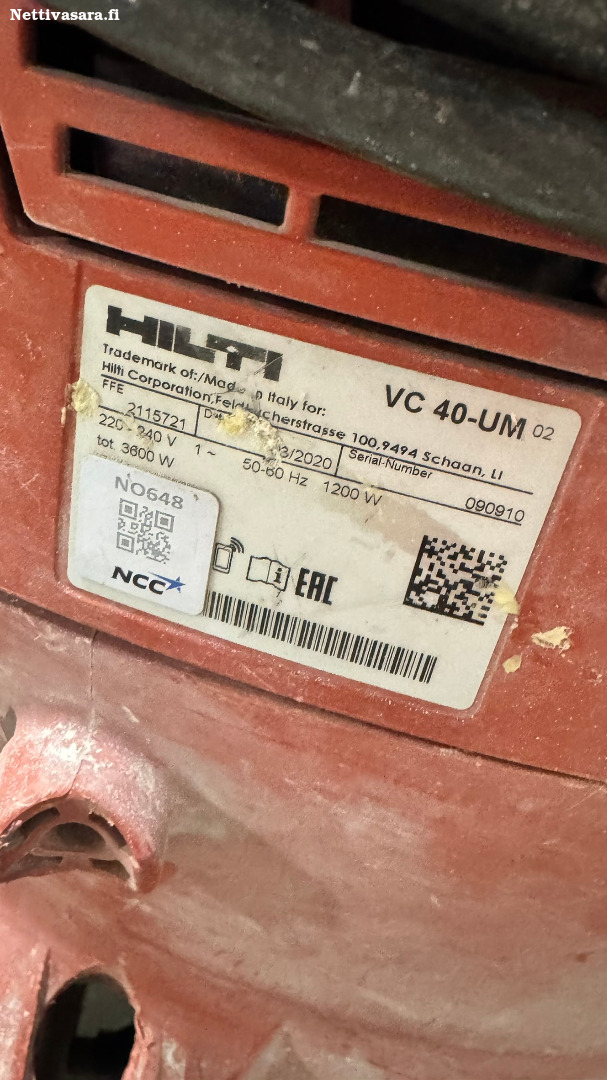 Nettivasara.fi
HILTI
VC 40-UM 02
Trademark of:/Made in Italy for:
Hilti Corporation, Feldkircherstrasse 100, 9494 Schaan, LI
FFE 2115721 3/2020 Serial-Number 090910
220-240 V 1~ 50-60 Hz 1200 W
tot. 3600 W
NO648
NCC
EAC